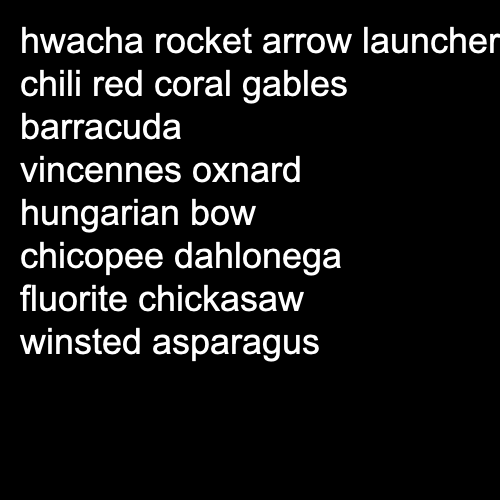 hwacha rocket arrow launcher
chili red coral gables
barracuda
vincennes oxnard
hungarian bow
chicopee dahlonega
fluorite chickasaw
winsted asparagus